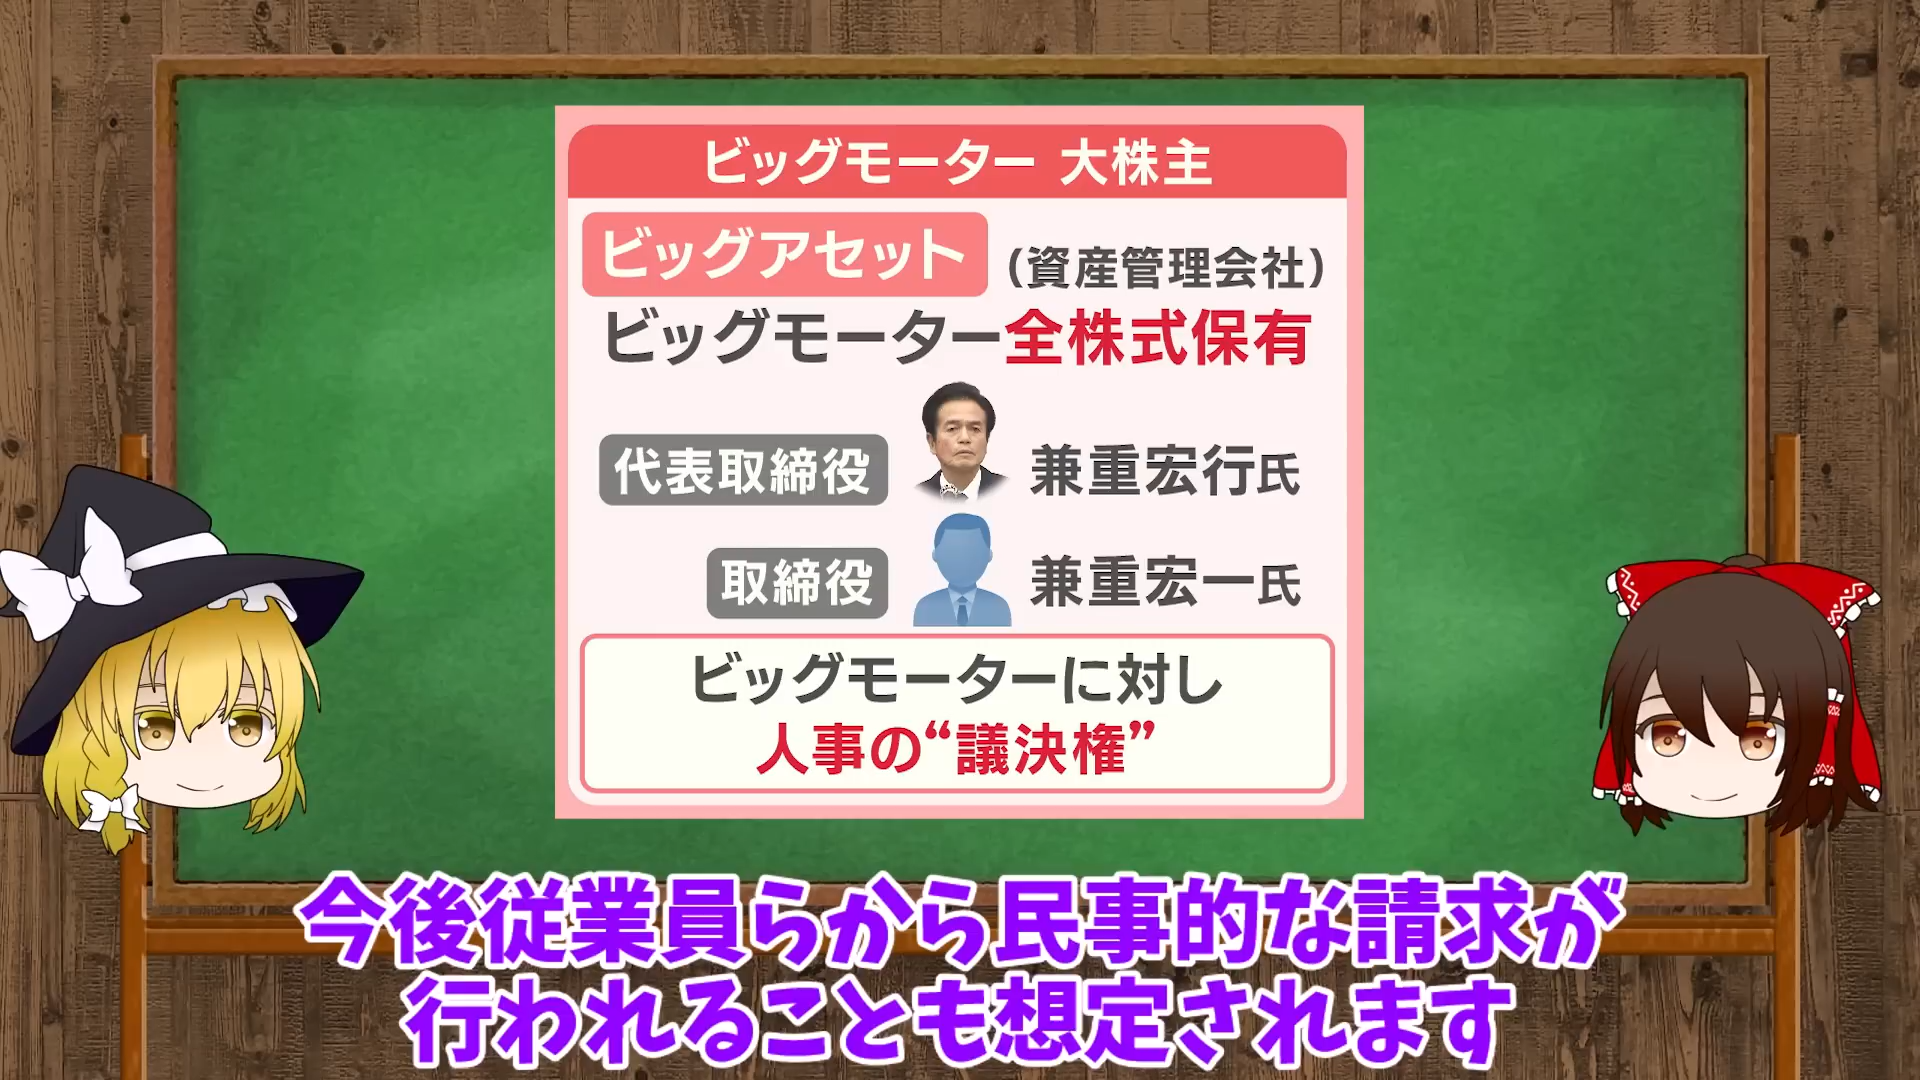 ビッグモーター 大株主
ビッグアセット (資産管理会社)
ビッグモーター全株式保有
代表取締役 兼重宏行氏
取締役 兼重宏一氏
ビッグモーターに対し
人事の“議決権”
今後従業員らから民事的な請求が
行われることも想定されます